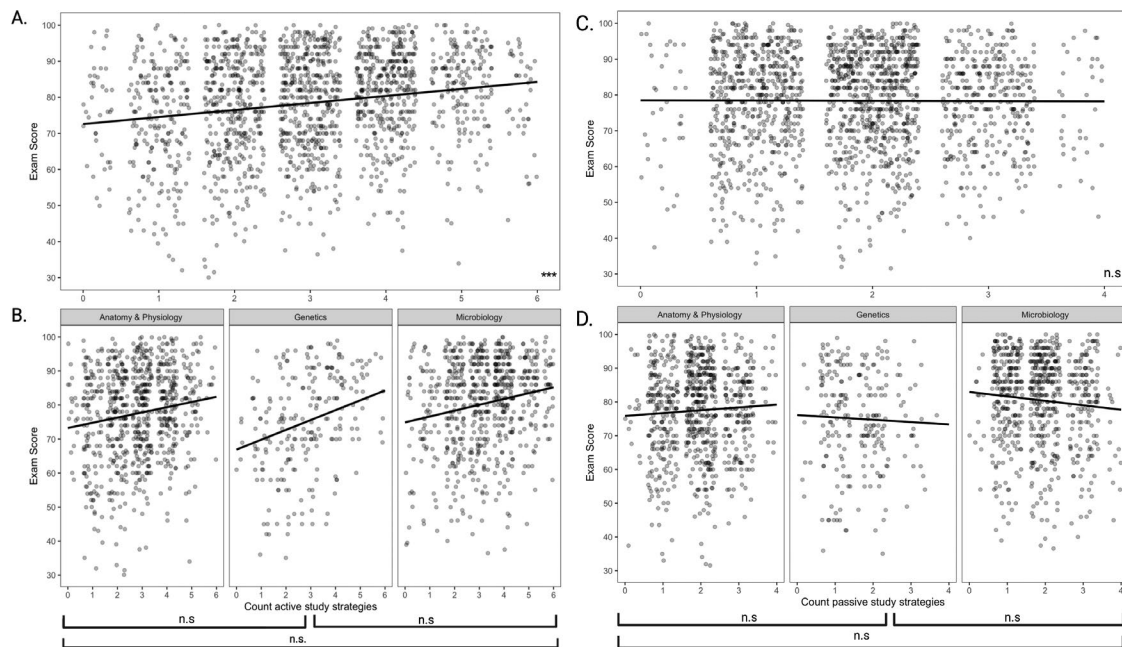 A.
Exam Score
100
90
80
70
60
50
40
30
0 1 2 3 4 5 6
***
B.
Anatomy & Physiology Genetics Microbiology
Exam Score
100
90
80
70
60
50
40
30
0 1 2 3 4 5 6 0 1 2 3 4 5 6 0 1 2 3 4 5 6
Count active study strategies
n.s n.s
n.s.
C.
Exam Score
100
90
80
70
60
50
40
30
0 1 2 3 4
n.s
D.
Anatomy & Physiology Genetics Microbiology
Exam Score
100
90
80
70
60
50
40
30
0 1 2 3 4 0 1 2 3 4 0 1 2 3 4
Count passive study strategies
n.s n.s
n.s